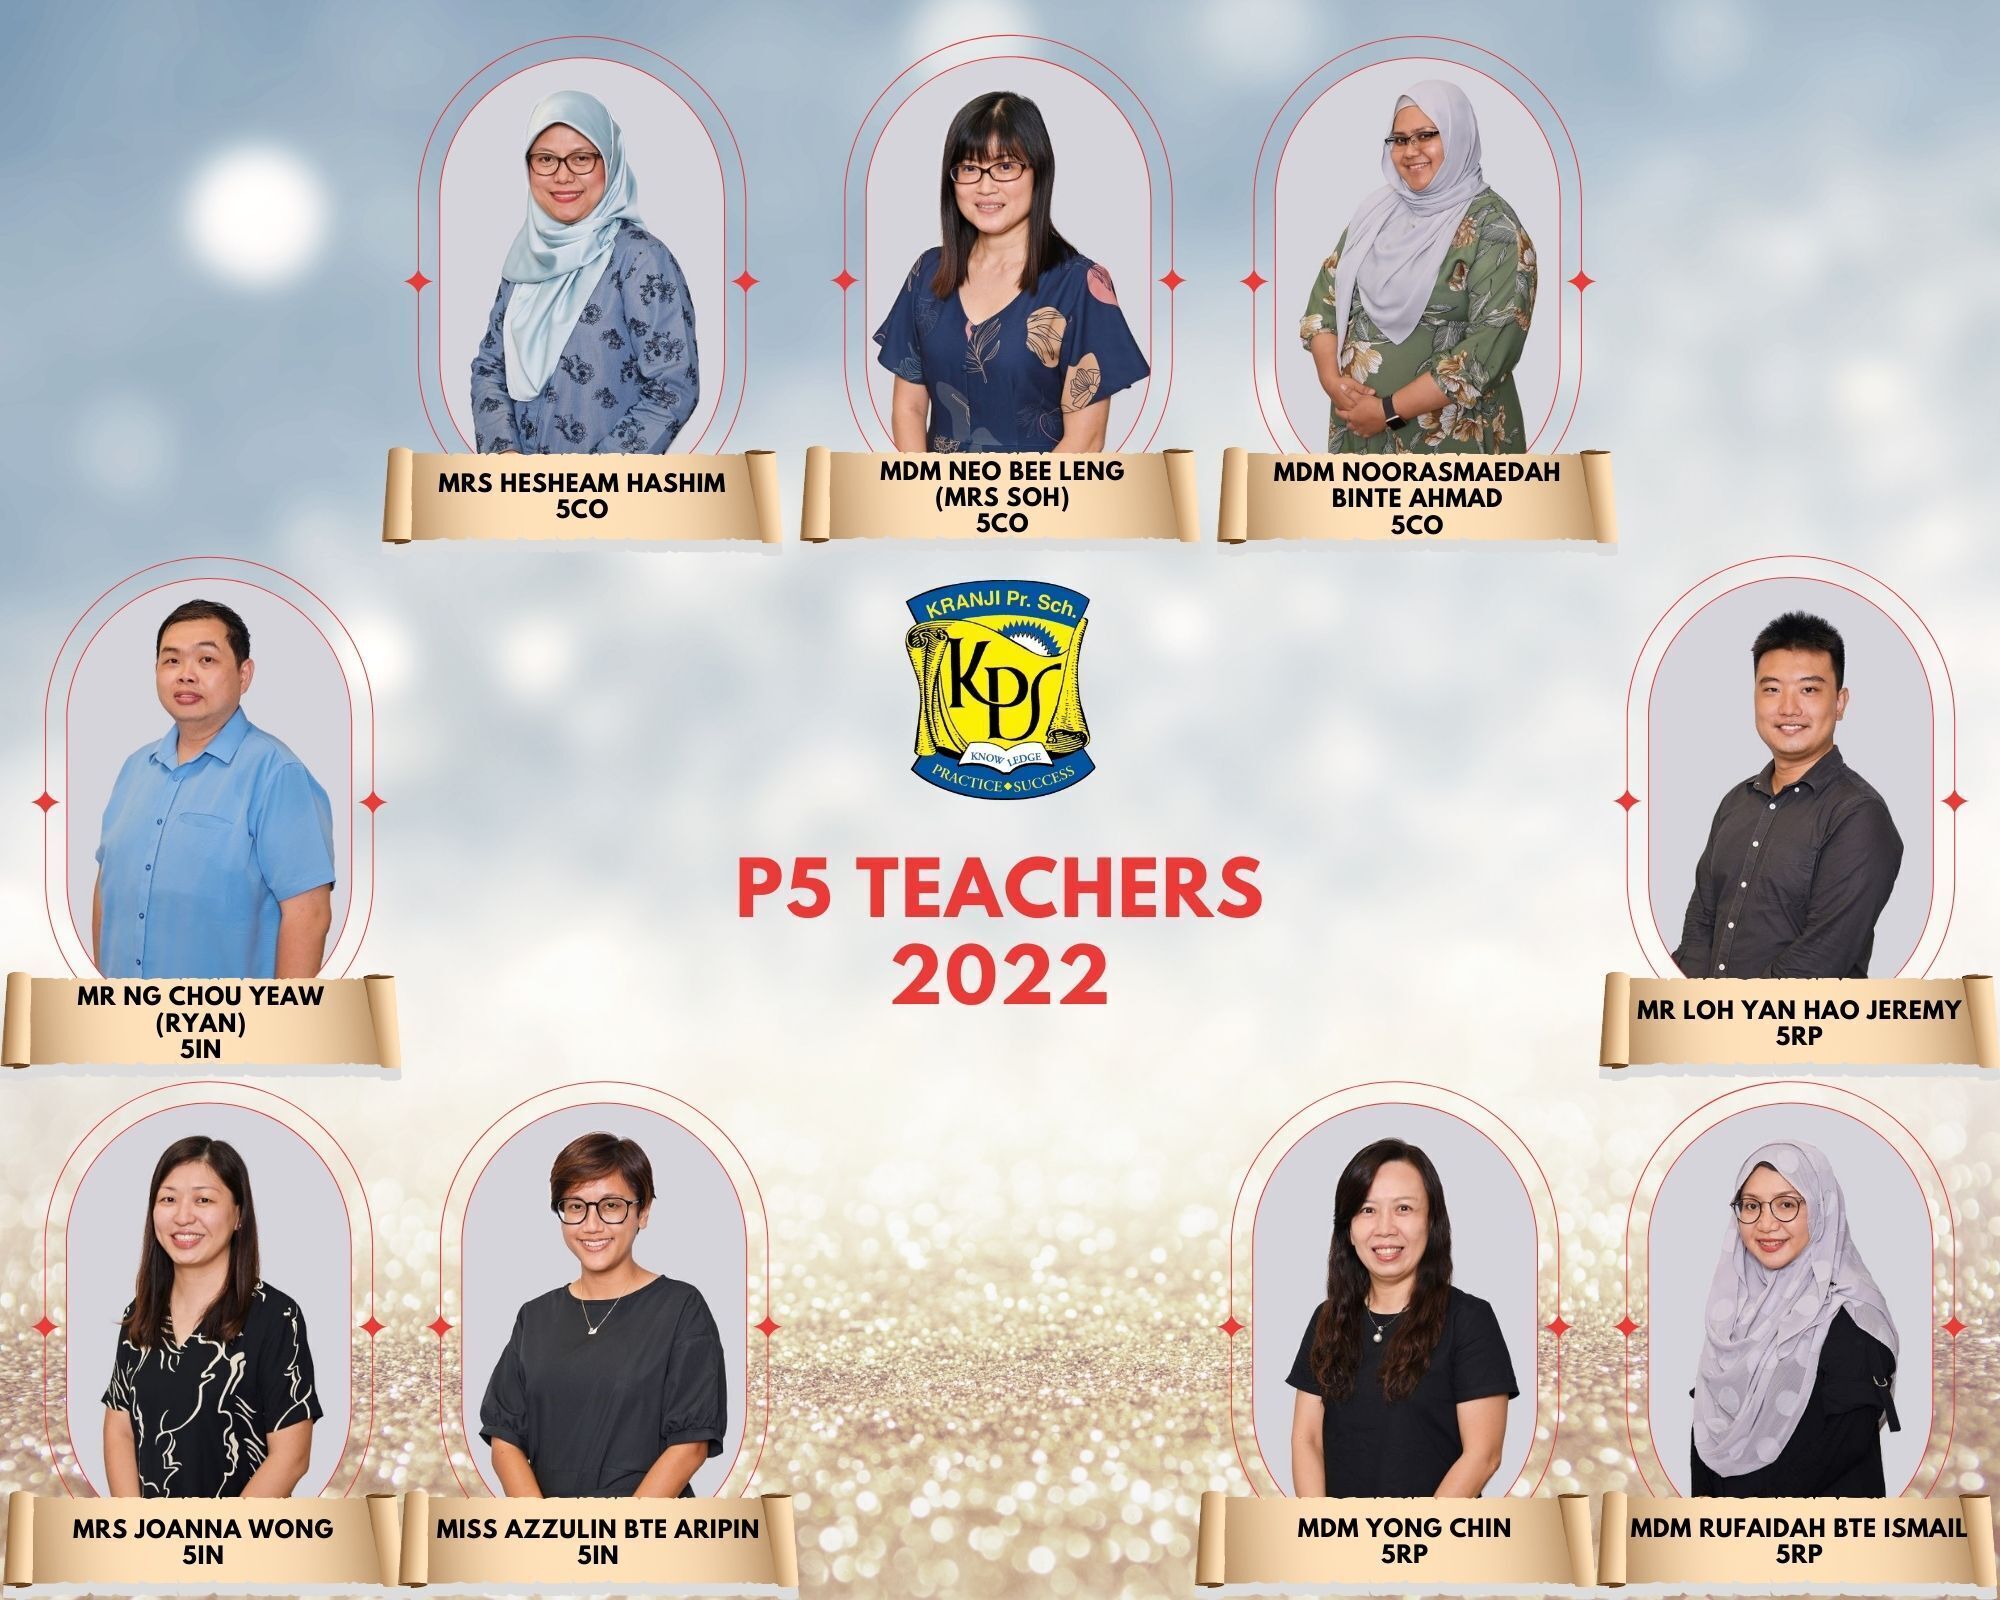 MRS HESHEAM HASHIM
5CO
MDM NEO BEE LENG
(MRS SOH)
5CO
MDM NOORASMAEDAH
BINTE AHMAD
5CO
KRANJI Pr. Sch.
KPS
KNOWLEDGE
PRACTICE◆SUCCESS
P5 TEACHERS
2022
MR NG CHOU YEAW
(RYAN)
5IN
MR LOH YAN HAO JEREMY
5RP
MRS JOANNA WONG
5IN
MISS AZZULIN BTE ARIPIN
5IN
MDM YONG CHIN
5RP
MDM RUFAIDAH BTE ISMAIL
5RP